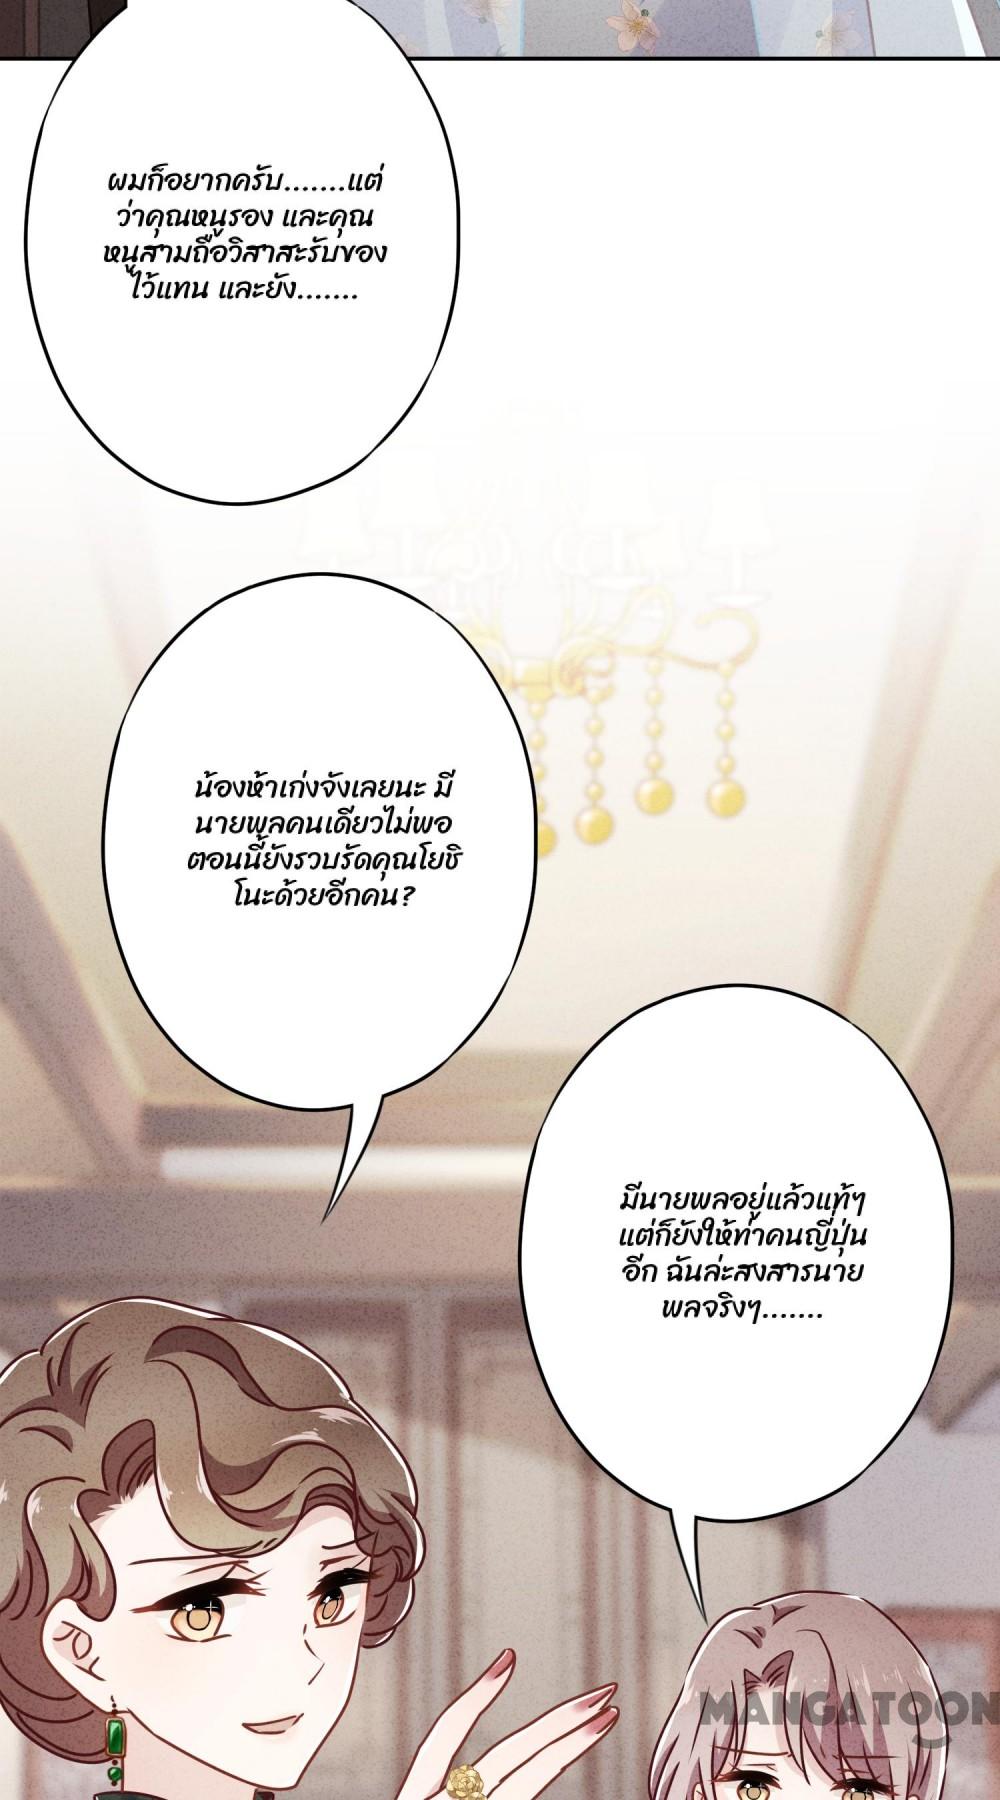 ผมก็อยากครับ.......แต่
ว่าคุณหนูรอง และคุณ
หนูสามถือวิสาสะรับของ
ไว้แทน และยัง.......
น้องห้าเก่งจังเลยนะ มี
นายพลคนเดียวไม่พอ
ตอนนี้ยังรวบรัดคุณโยชิ
โนะด้วยอีกคน?
มีนายพลอยู่แล้วแท้ๆ
แต่ก็ยังให้ท่าคนญี่ปุ่น
อีก ฉันล่ะสงสารนาย
พลจริงๆ.......
MANGATOON